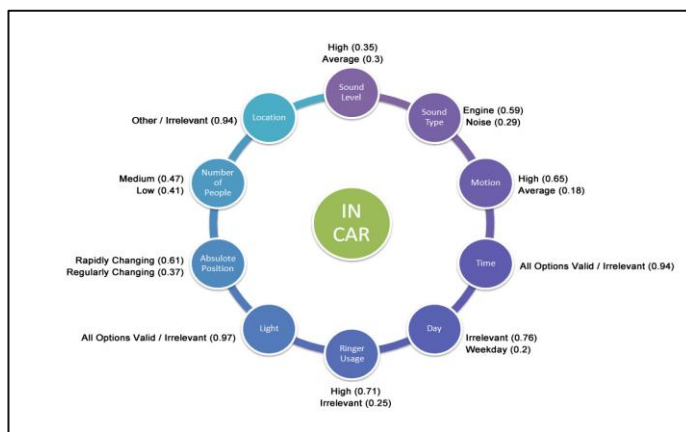 High (0.35)
Average (0.3)
Sound
Level
Engine (0.59)
Noise (0.29)
Sound
Type
High (0.65)
Average (0.18)
Motion
All Options Valid / Irrelevant (0.94)
Time
Irrelevant (0.76)
Weekday (0.2)
Day
High (0.71)
Irrelevant (0.25)
Ringer
Usage
All Options Valid / Irrelevant (0.97)
Light
Rapidly Changing (0.61)
Regularly Changing (0.37)
Absolute
Position
Medium (0.47)
Low (0.41)
Number
of
People
Other / Irrelevant (0.94)
Location
IN
CAR